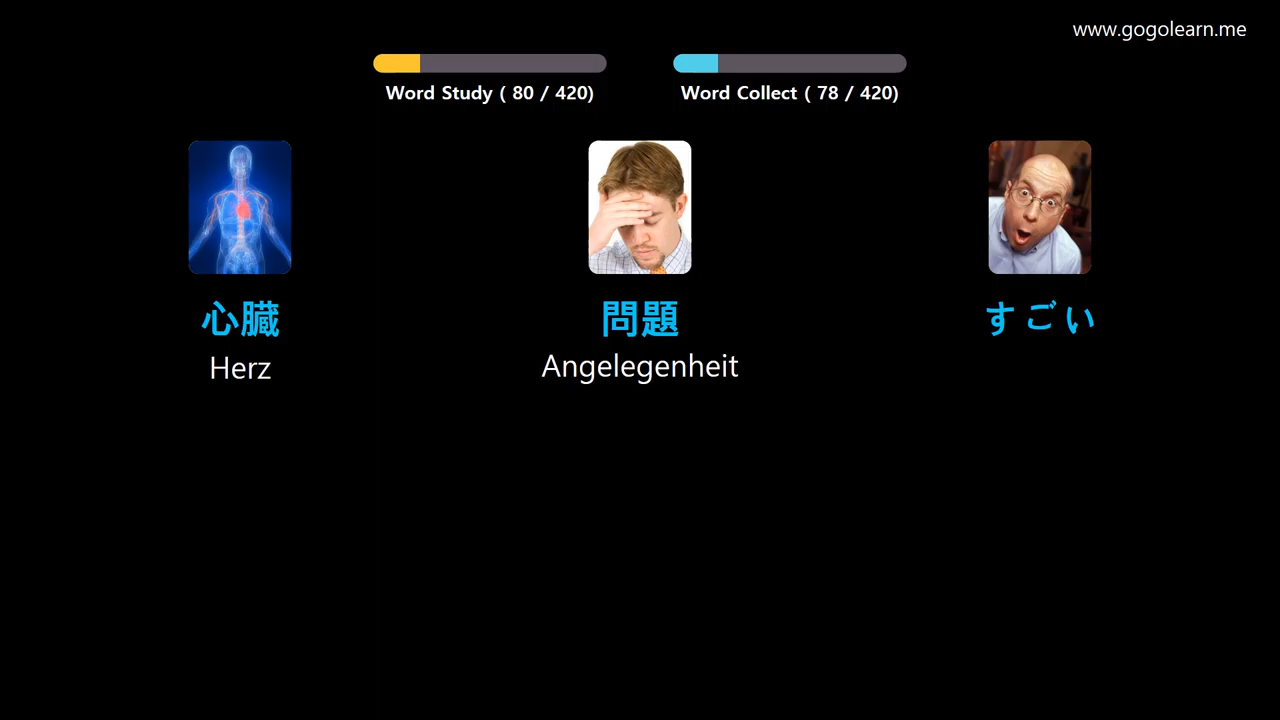 www.gogolearn.me
Word Study ( 80 / 420)
Word Collect ( 78 / 420)
心臓
問題
すごい
Herz
Angelegenheit